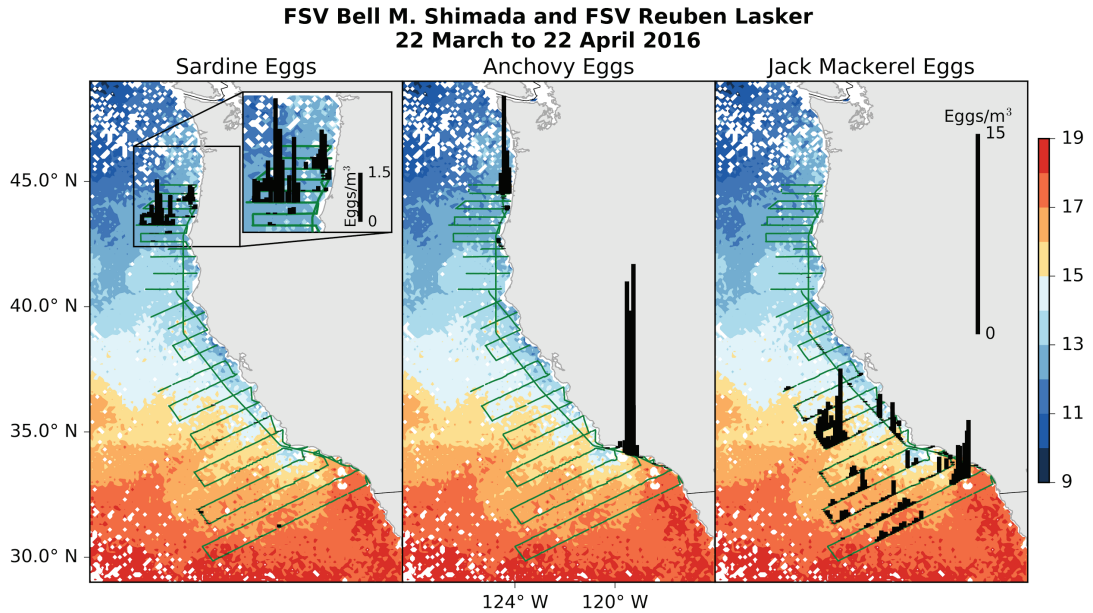 FSV Bell M. Shimada and FSV Reuben Lasker
22 March to 22 April 2016
Sardine Eggs
Anchovy Eggs
Jack Mackerel Eggs
Eggs/m³
1.5
0
Eggs/m³
15
0
45.0° N
40.0° N
35.0° N
30.0° N
124° W
120° W
19
17
15
13
11
9